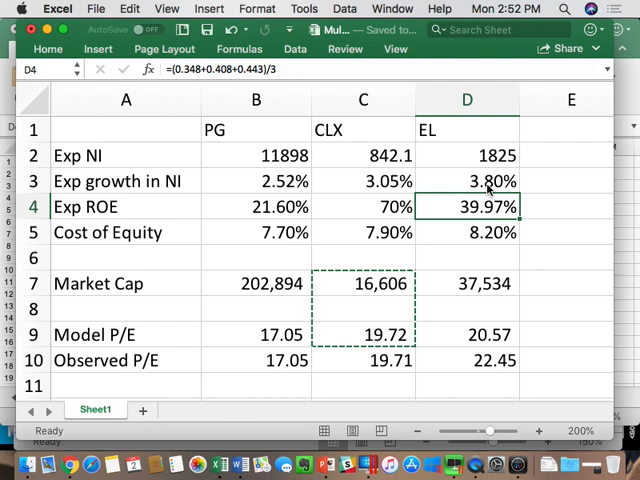 Excel File Edit View Insert Format Tools Data Window Help Mon 2:52 PM
AutoSave OFF Mul... — Saved to... Search Sheet
Home Insert Page Layout Formulas Data Review View Share
D4 fx =(0.348+0.408+0.443)/3
A B C D E
1 PG CLX EL
2 Exp NI 11898 842.1 1825
3 Exp growth in NI 2.52% 3.05% 3.80%
4 Exp ROE 21.60% 70% 39.97%
5 Cost of Equity 7.70% 7.90% 8.20%
6
7 Market Cap 202,894 16,606 37,534
8
9 Model P/E 17.05 19.72 20.57
10 Observed P/E 17.05 19.71 22.45
11
Sheet1
Ready 200%
Ready 150%